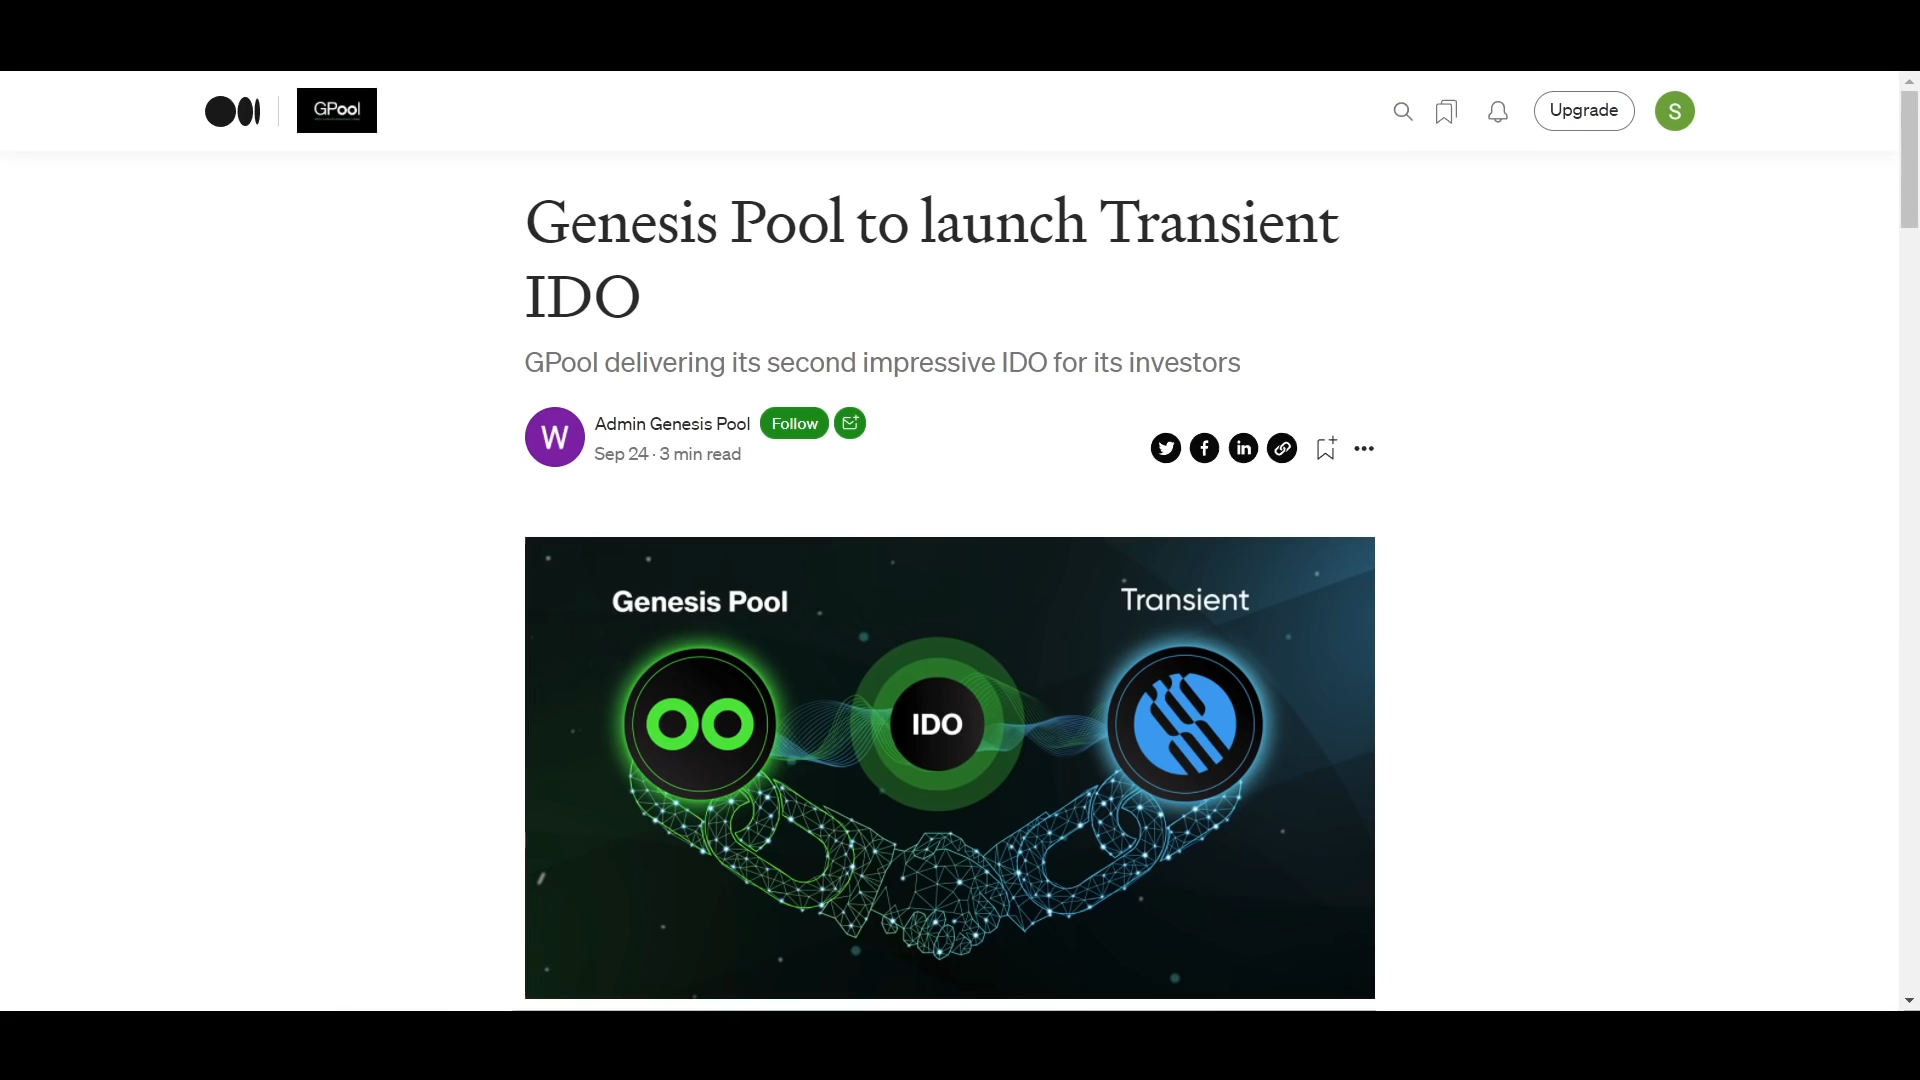 GPool
Upgrade
S
Genesis Pool to launch Transient
IDO
GPool delivering its second impressive IDO for its investors
W
Admin Genesis Pool
Follow
Sep 24 · 3 min read
Genesis Pool
Transient
IDO